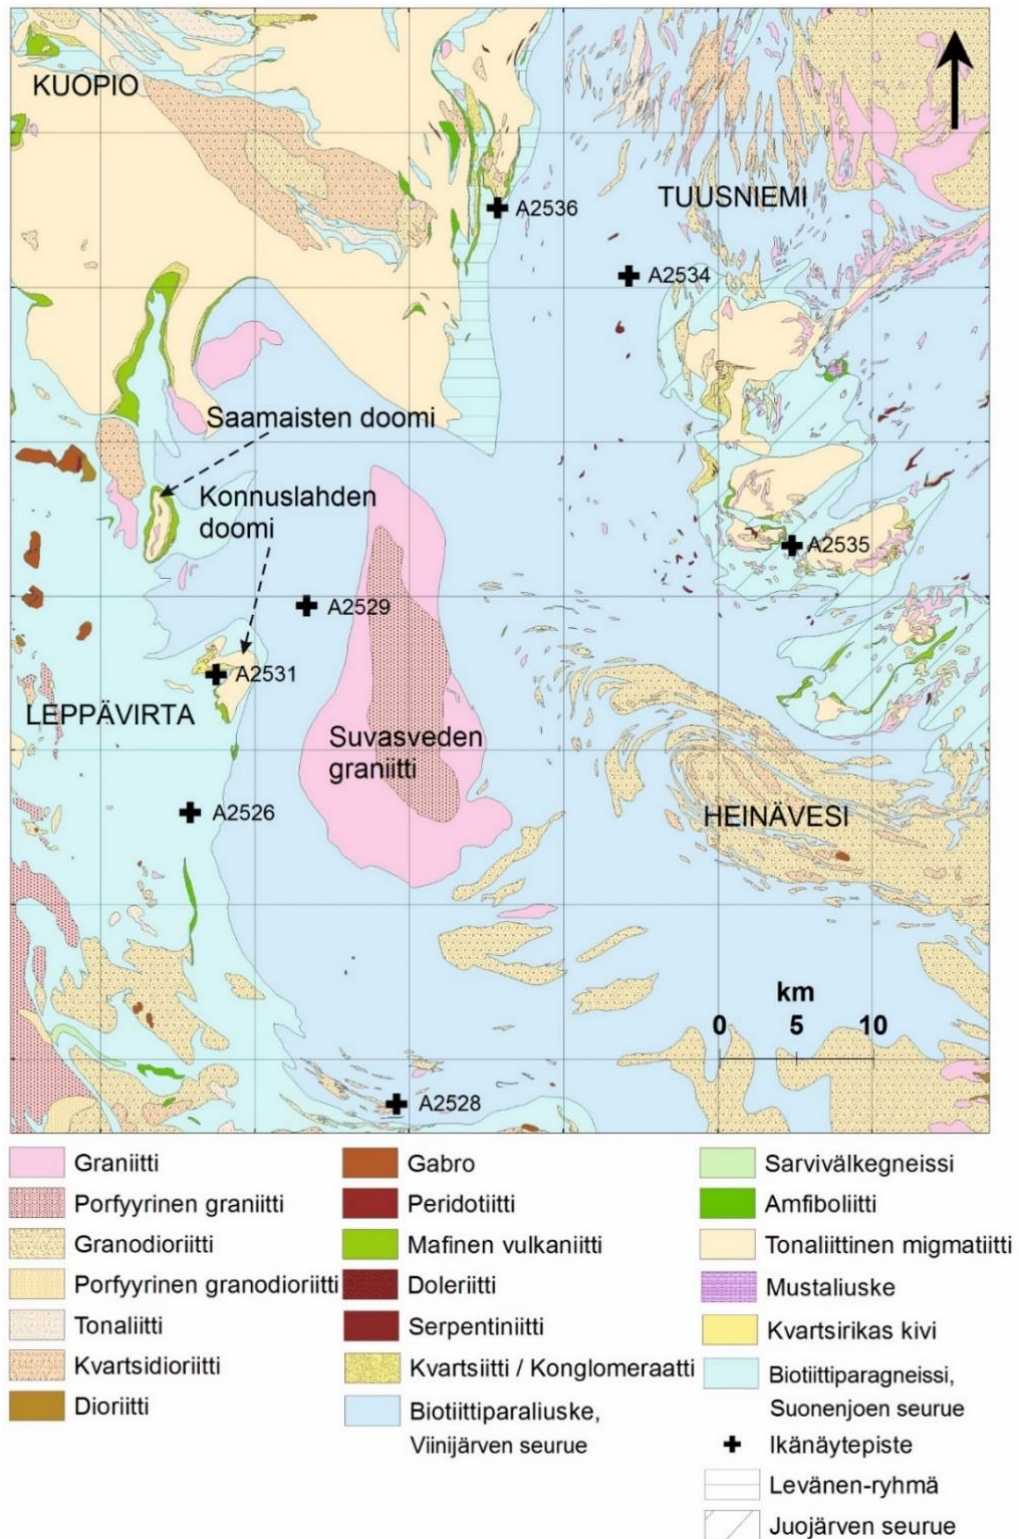 KUOPIO
TUUSNIEMI
A2536
A2534
Saamaisten doomi
Konnuslahden
doomi
A2535
A2529
A2531
LEPPÄVIRTA
Suvasveden
graniitti
A2526
HEINÄVESI
km
0 5 10
A2528
Graniitti
Porfyyrinen graniitti
Granodioriitti
Porfyyrinen granodioriitti
Tonaliitti
Kvartsidioriitti
Dioriitti
Gabro
Peridotiitti
Mafinen vulkaniitti
Doleriitti
Serpentiniitti
Kvartsiitti / Konglomeraatti
Biotiittiparaliuske,
Viinijärven seurue
Sarvivälkegneissi
Amfiboliitti
Tonaliittinen migmatiitti
Mustaliuske
Kvartsirikas kivi
Biotiittiparagneissi,
Suonenjoen seurue
Ikänäytepiste
Levänen-ryhmä
Juojärven seurue